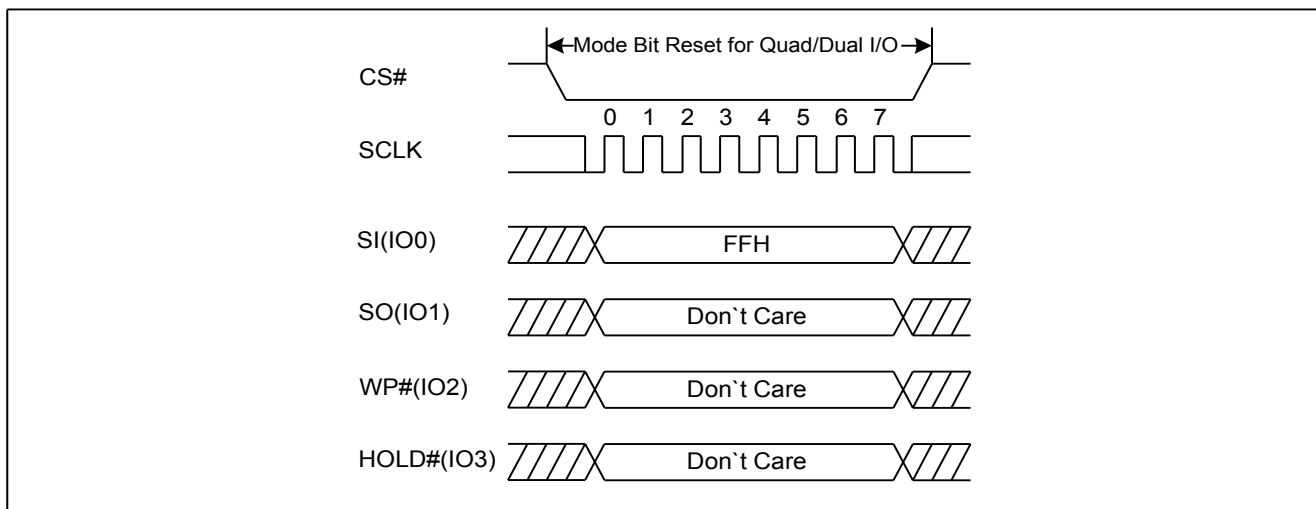 Mode Bit Reset for Quad/Dual I/O
CS#
0 1 2 3 4 5 6 7
SCLK
SI(IO0) FFH
SO(IO1) Don`t Care
WP#(IO2) Don`t Care
HOLD#(IO3) Don`t Care